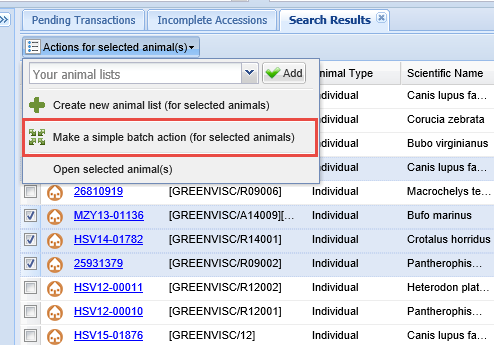 Pending Transactions Incomplete Accessions Search Results
Actions for selected animal(s)
Your animal lists Add Animal Type Scientific Name
Individual Canis lupus fa...
Create new animal list (for selected animals) Individual Corucia zebrata
Make a simple batch action (for selected animals) Individual Bubo virginianus
Open selected animal(s) Individual Canis lupus fa...
26810919 [GREENVISC/R09006] Individual Macrochelys te...
MZY13-01136 [GREENVISC/A14009][... Individual Bufo marinus
HSV14-01782 [GREENVISC/R14001] Individual Crotalus horridus
25931379 [GREENVISC/R09002] Individual Pantherophis...
HSV12-00011 [GREENVISC/R12001] Individual Heterodon plat...
HSV12-00010 [GREENVISC/R12002] Individual Pantherophis...
HSV15-01876 [GREENVISC/12] Individual Canis lupus fa...